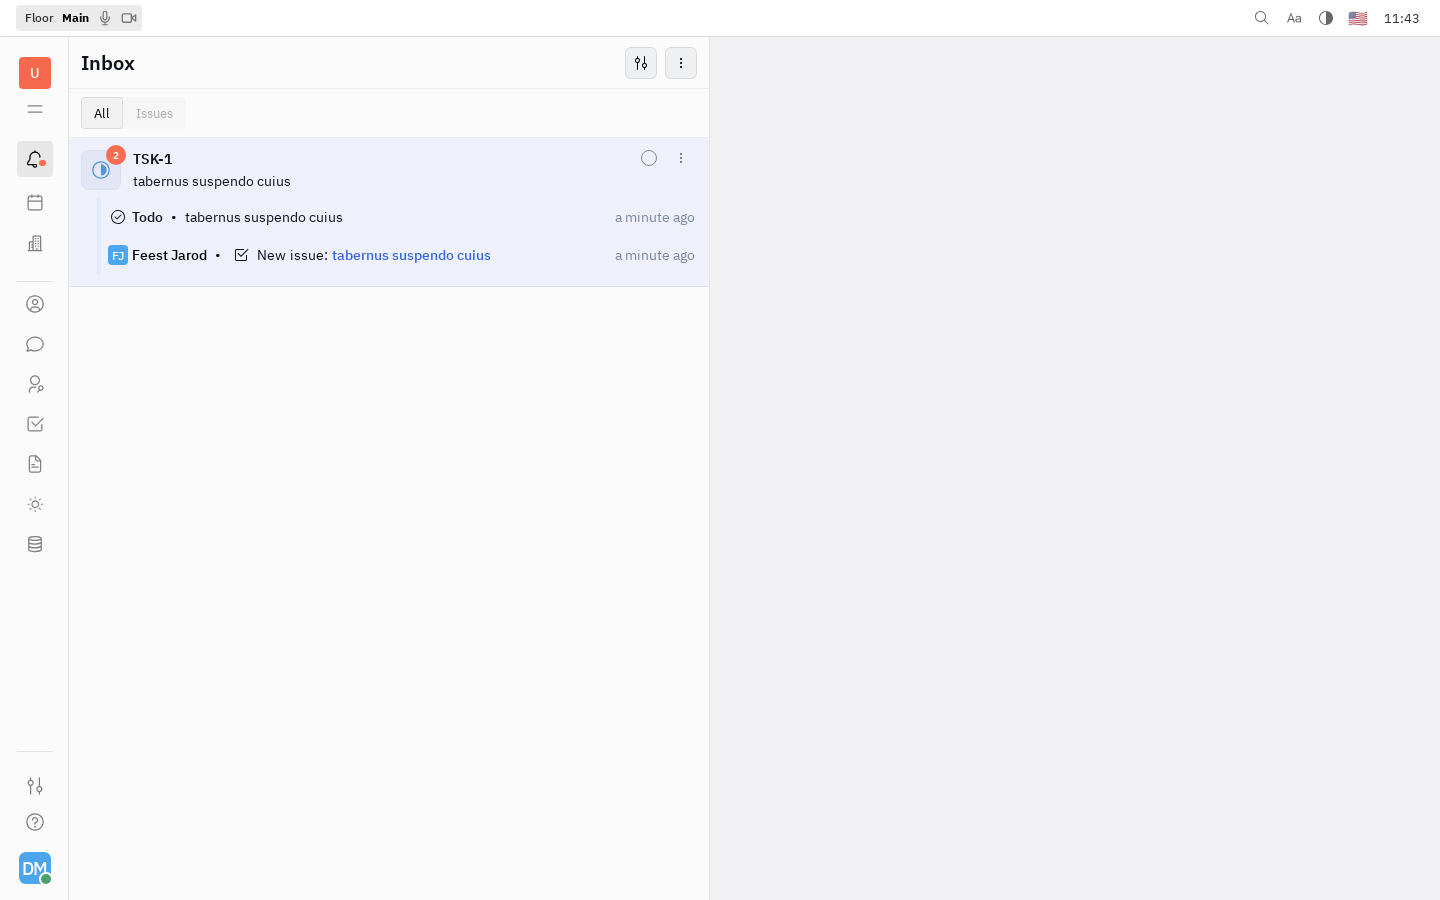 Floor Main
Aa
11:43
U
Inbox
All
Issues
2
TSK-1
tabernus suspendo cuius
Todo • tabernus suspendo cuius
a minute ago
FJ Feest Jarod • New issue: tabernus suspendo cuius
a minute ago
DM